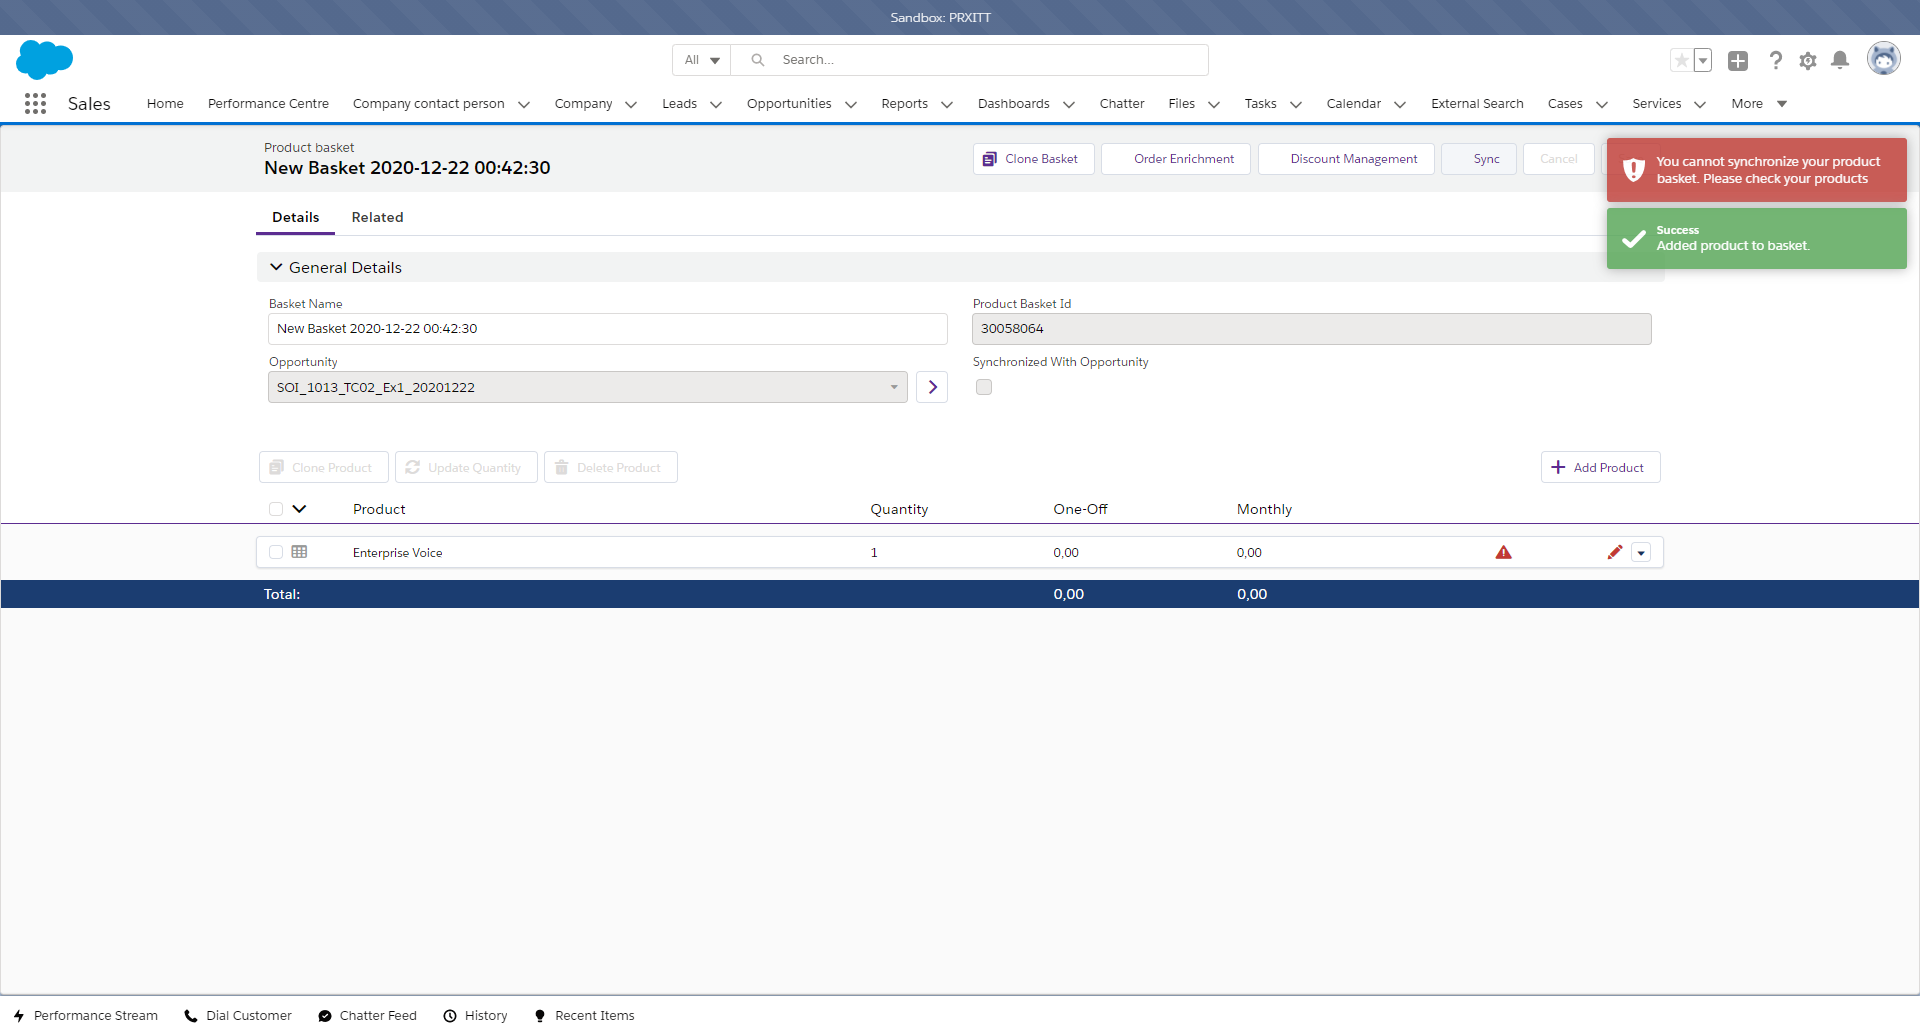 Sandbox: PRXITT
All
Search...
Sales
Home
Performance Centre
Company contact person
Company
Leads
Opportunities
Reports
Dashboards
Chatter
Files
Tasks
Calendar
External Search
Cases
Services
More
Product basket
New Basket 2020-12-22 00:42:30
Clone Basket
Order Enrichment
Discount Management
Sync
Cancel
You cannot synchronize your product
basket. Please check your products
Success
Added product to basket.
Details
Related
General Details
Basket Name
New Basket 2020-12-22 00:42:30
Product Basket Id
30058064
Opportunity
SOI_1013_TC02_Ex1_20201222
Synchronized With Opportunity
Clone Product
Update Quantity
Delete Product
Add Product
Product
Quantity
One-Off
Monthly
Enterprise Voice
1
0,00
0,00
Total:
0,00
0,00
Performance Stream
Dial Customer
Chatter Feed
History
Recent Items